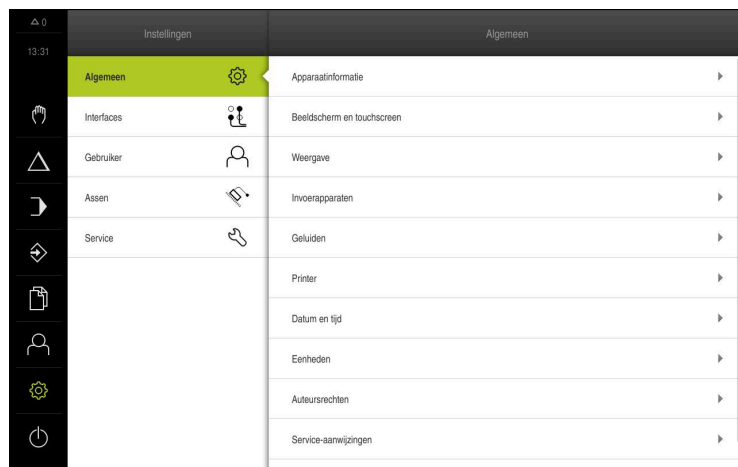 0
13:31
Instellingen
Algemeen
Algemeen
Interfaces
Gebruiker
Assen
Service
Apparaatinformatie
Beeldscherm en touchscreen
Weergave
Invoerapparaten
Geluiden
Printer
Datum en tijd
Eenheden
Auteursrechten
Service-aanwijzingen